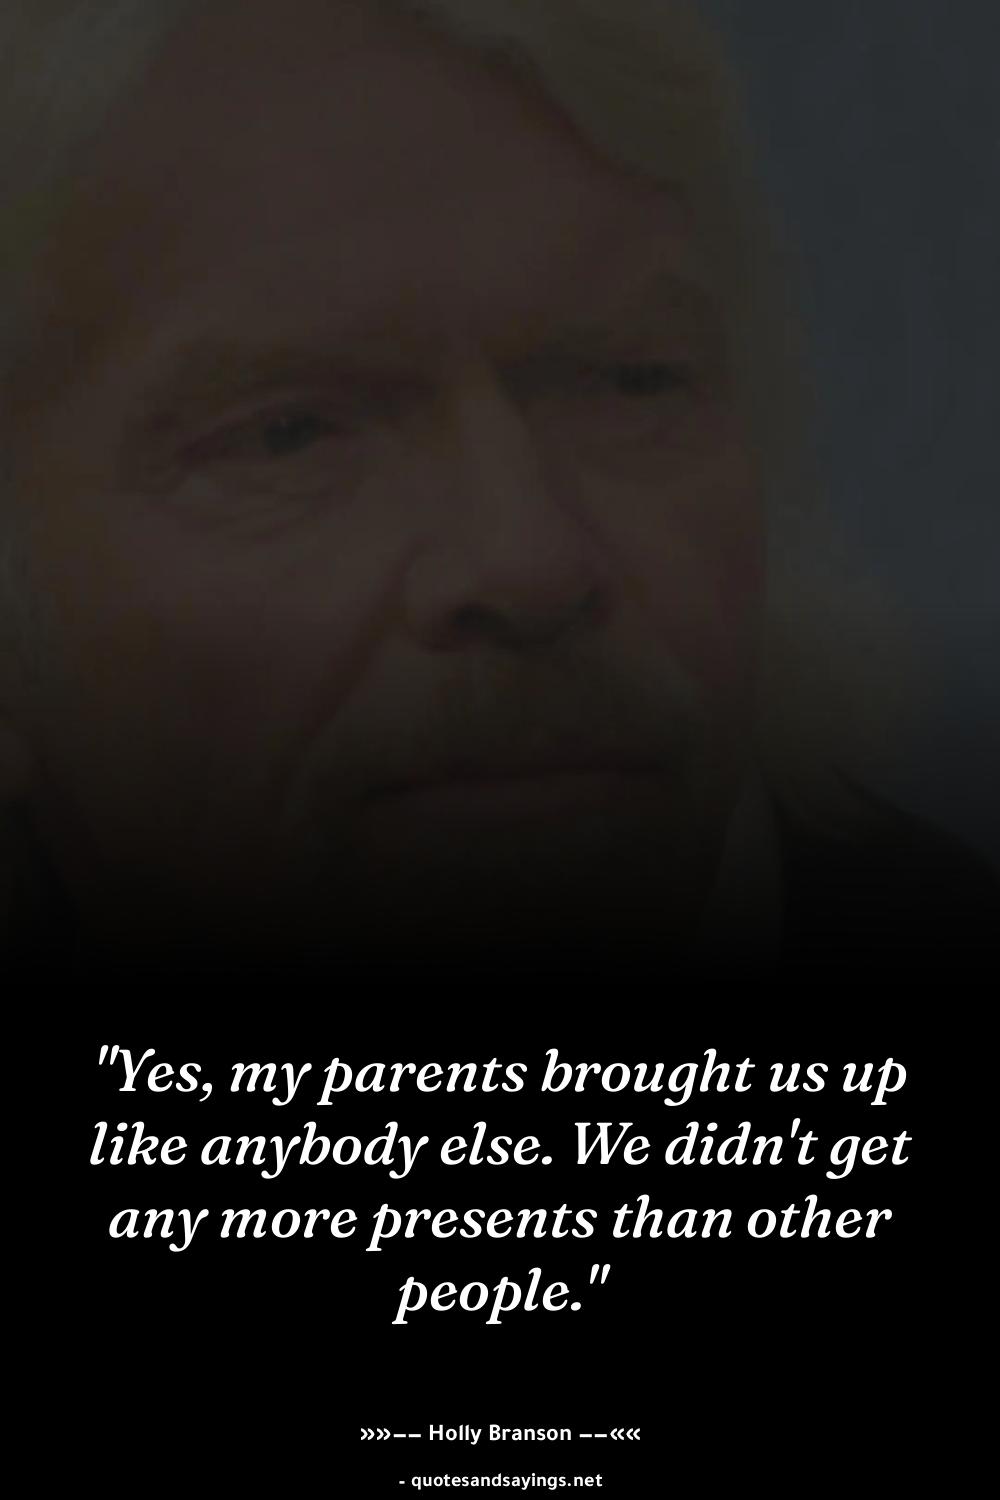 "Yes, my parents brought us up
like anybody else. We didn't get
any more presents than other
people."
»»−− Holly Branson −−««
- quotesandsayings.net